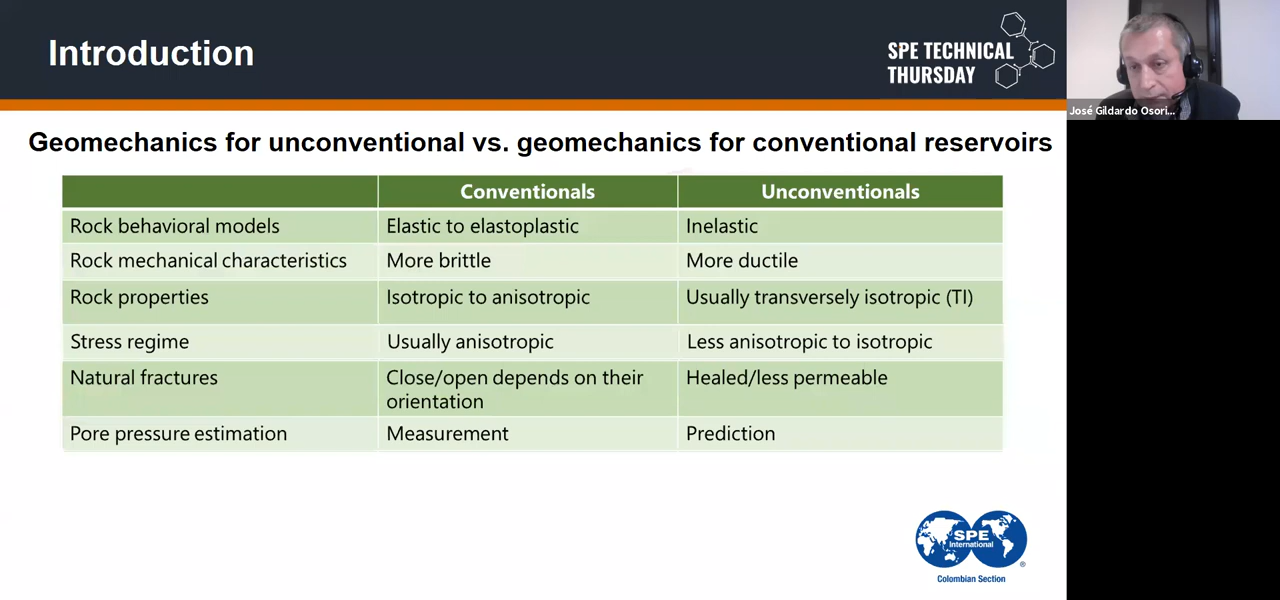 Introduction
SPE TECHNICAL
THURSDAY
José Gildardo Osori...
Geomechanics for unconventional vs. geomechanics for conventional reservoirs
Conventionals Unconventionals
Rock behavioral models Elastic to elastoplastic Inelastic
Rock mechanical characteristics More brittle More ductile
Rock properties Isotropic to anisotropic Usually transversely isotropic (TI)
Stress regime Usually anisotropic Less anisotropic to isotropic
Natural fractures Close/open depends on their Healed/less permeable
orientation
Pore pressure estimation Measurement Prediction
SPE
International
®
Colombian Section